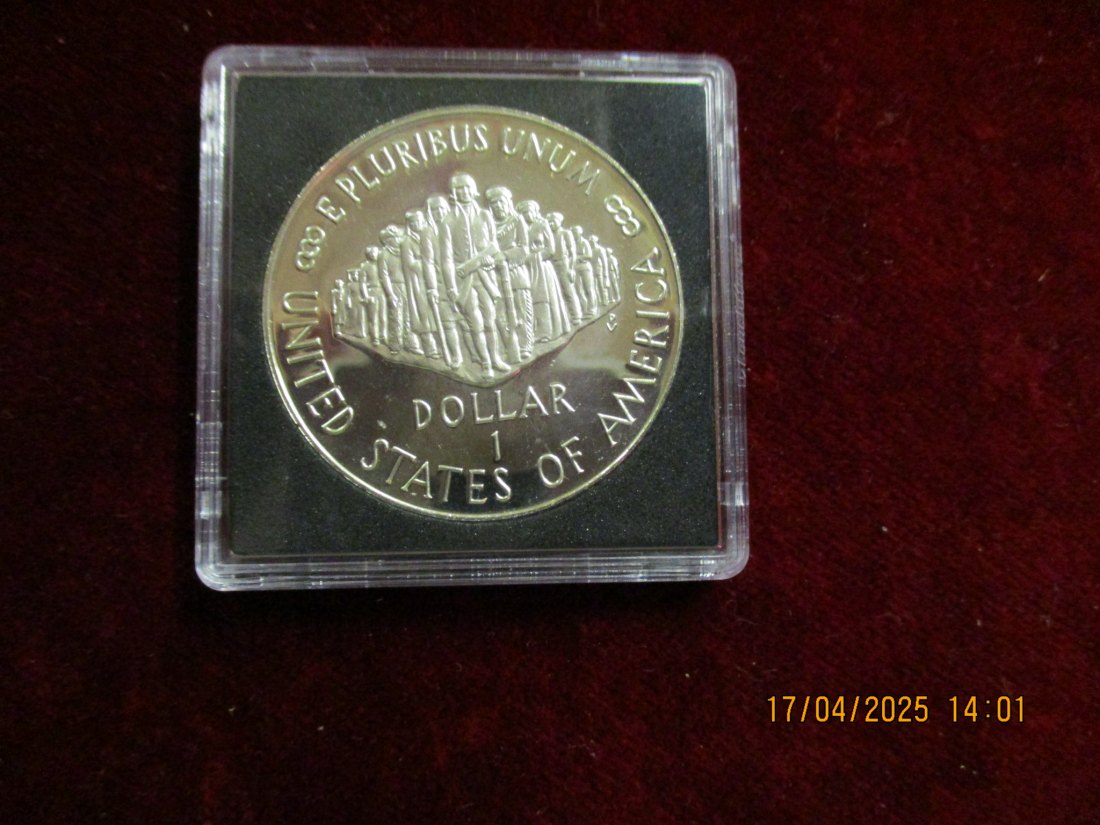 E PLURIBUS UNUM
UNITED STATES OF AMERICA
DOLLAR
1
17/04/2025 14:01